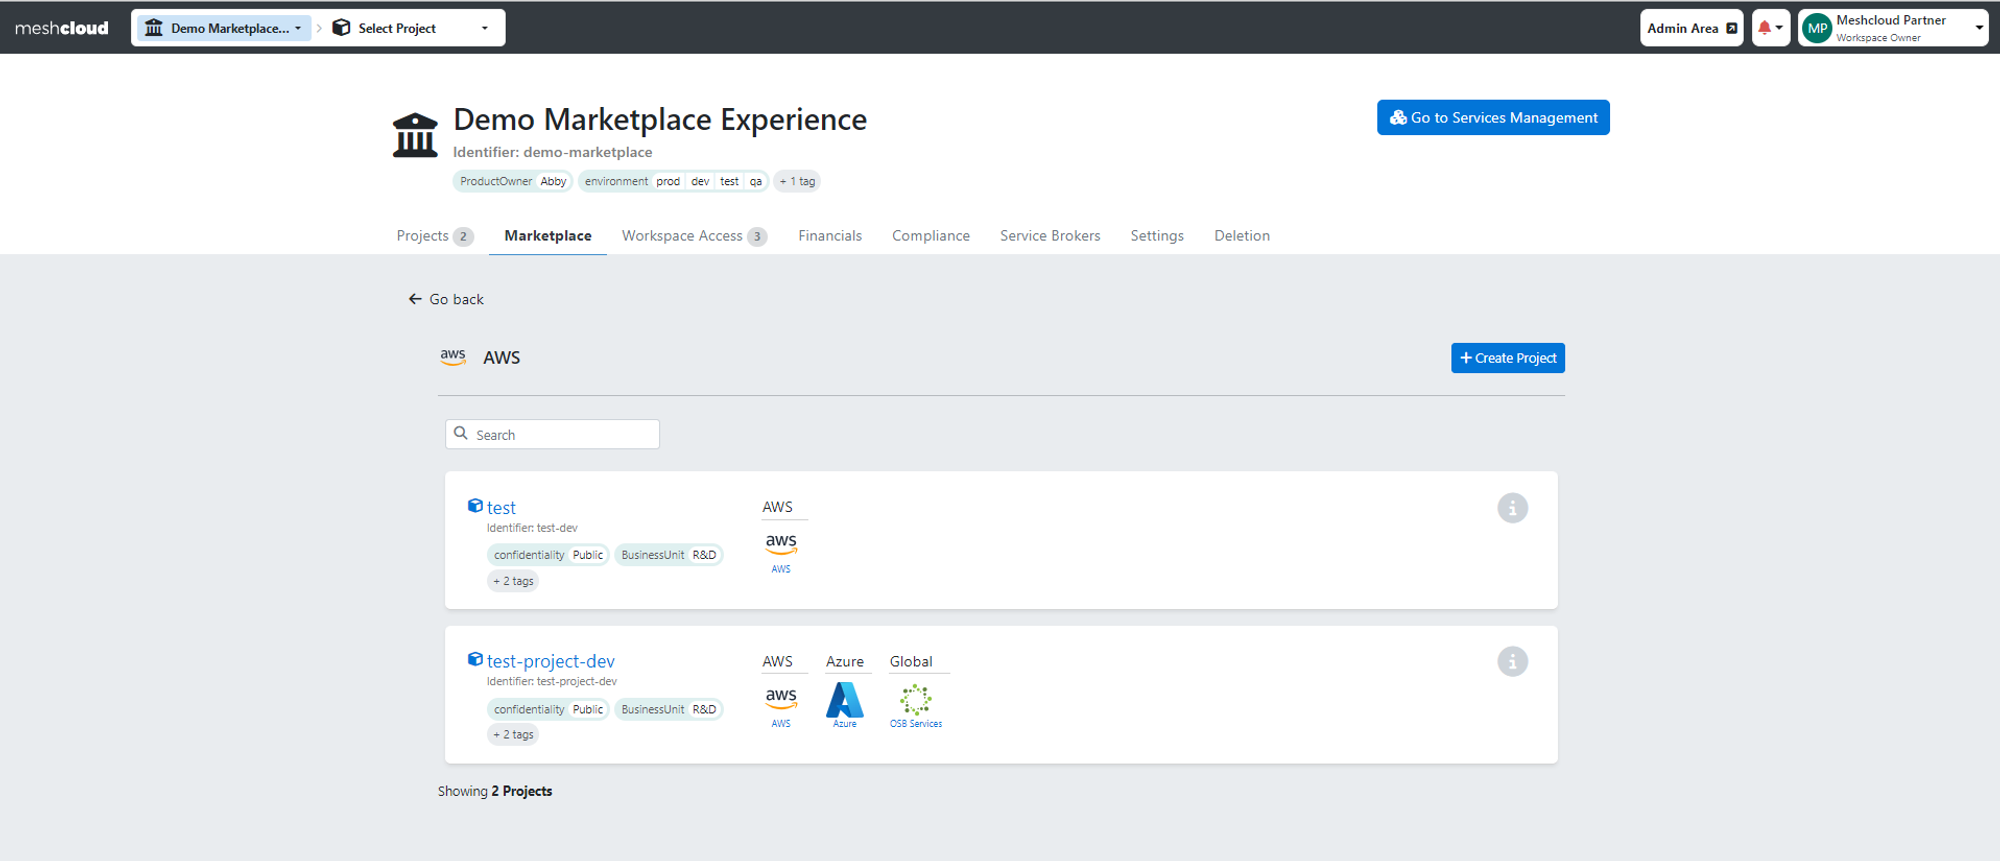 meshcloud
Demo Marketplace...
Select Project
Admin Area
MP
Meshcloud Partner
Workspace Owner
Demo Marketplace Experience
Go to Services Management
Identifier: demo-marketplace
ProductOwner Abby environment prod dev test qa + 1 tag
Projects 2 Marketplace Workspace Access 3 Financials Compliance Service Brokers Settings Deletion
Go back
aws AWS
+ Create Project
Search
test
Identifier: test-dev
confidentiality Public BusinessUnit R&D
+ 2 tags
AWS
aws
AWS
test-project-dev
Identifier: test-project-dev
confidentiality Public BusinessUnit R&D
+ 2 tags
AWS Azure Global
aws
AWS Azure OSB Services
Showing 2 Projects